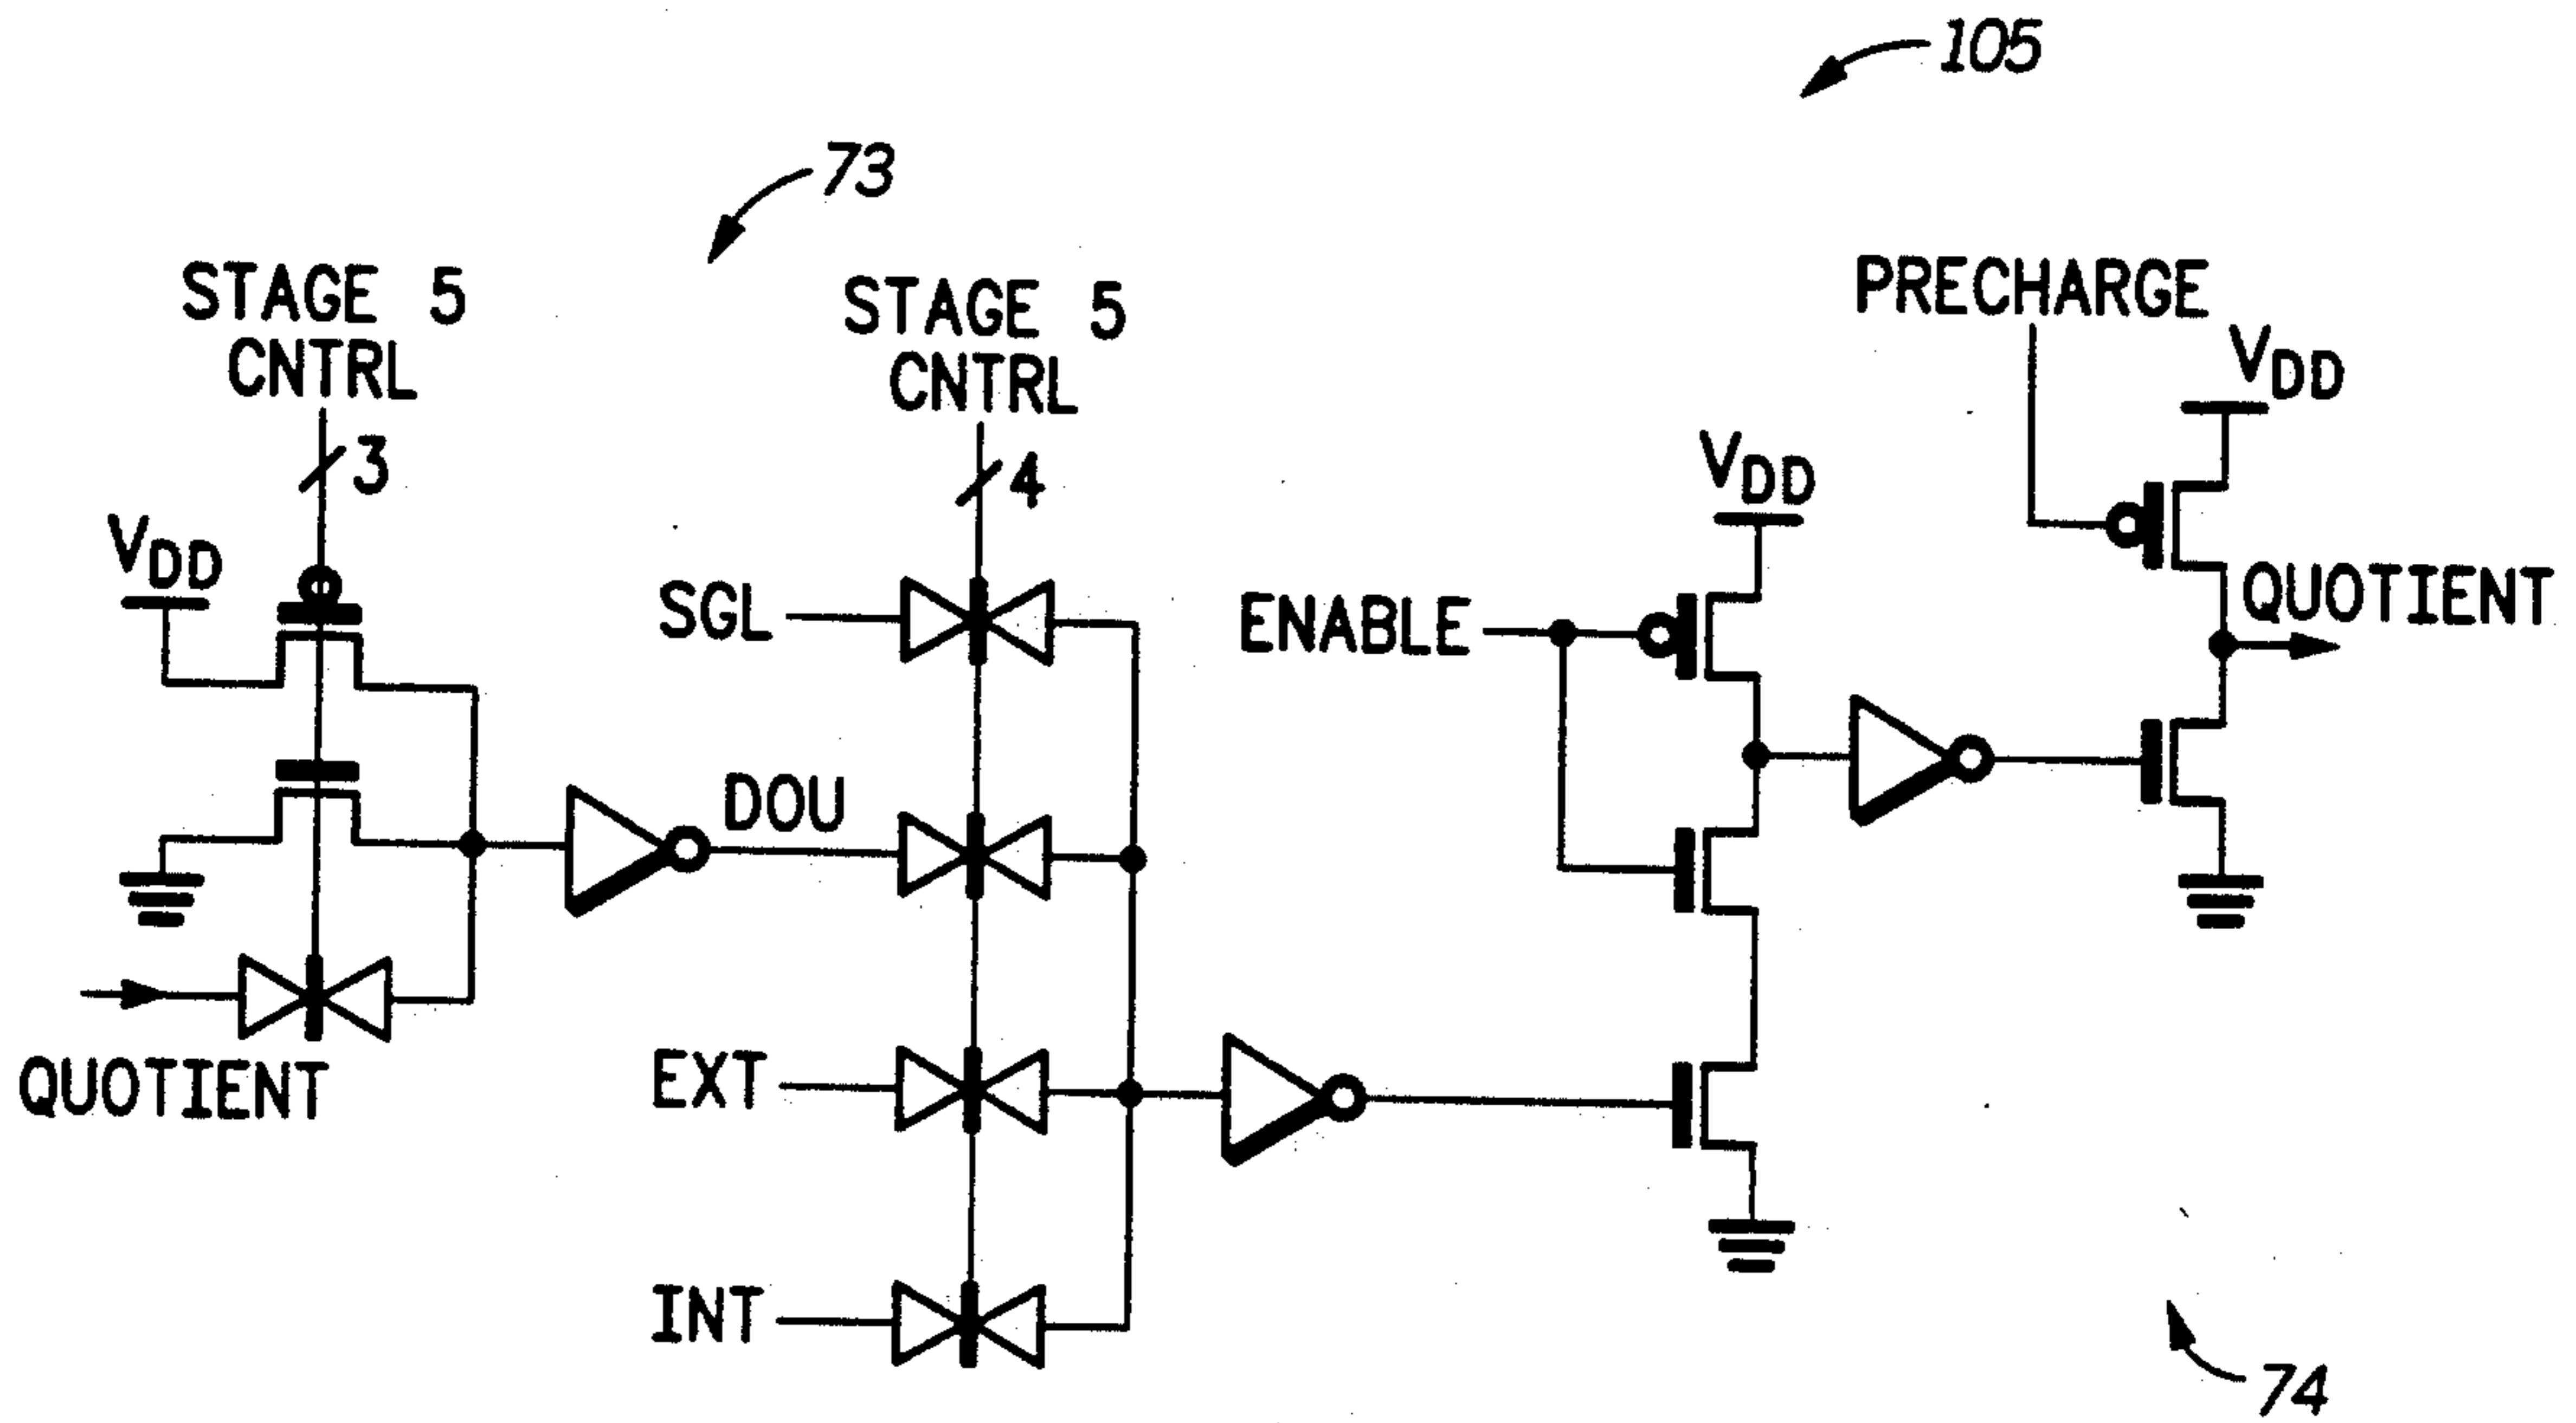 105
73
STAGE 5
CNTRL
3
STAGE 5
CNTRL
4
PRECHARGE
VDD
VDD
VDD
SGL
ENABLE
QUOTIENT
DOU
QUOTIENT
EXT
INT
74